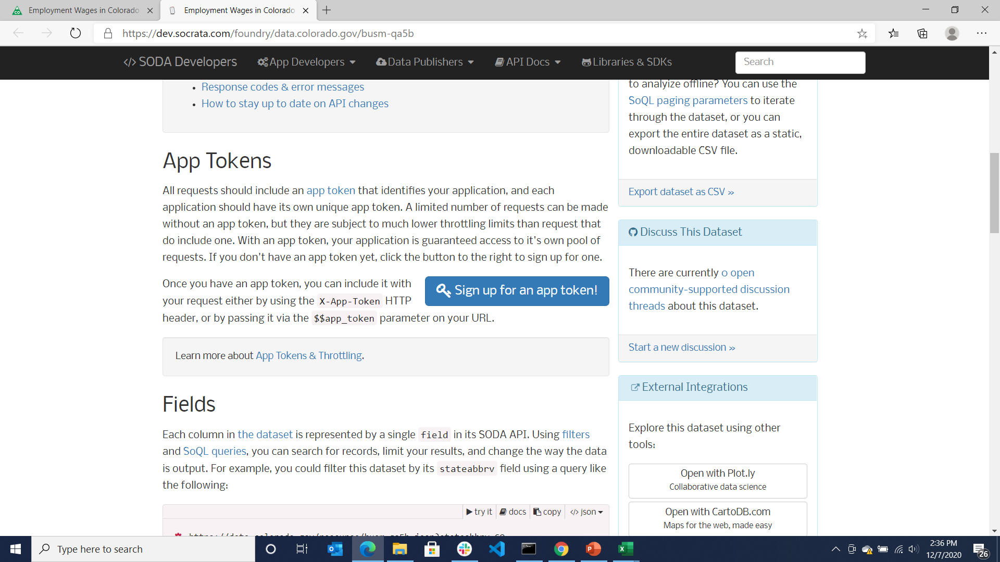 Employment Wages in Colorado
Employment Wages in Colorado
https://dev.socrata.com/foundry/data.colorado.gov/busm-qa5b
</> SODA Developers
App Developers
Data Publishers
API Docs
Libraries & SDKs
Search
• Response codes & error messages
• How to stay up to date on API changes
App Tokens
All requests should include an app token that identifies your application, and each
application should have its own unique app token. A limited number of requests can be made
without an app token, but they are subject to much lower throttling limits than request that
do include one. With an app token, your application is guaranteed access to it's own pool of
requests. If you don't have an app token yet, click the button to the right to sign up for one.
Once you have an app token, you can include it with
your request either by using the X-App-Token HTTP
header, or by passing it via the $$app_token parameter on your URL.
Sign up for an app token!
Learn more about App Tokens & Throttling.
Fields
Each column in the dataset is represented by a single field in its SODA API. Using filters
and SoQL queries, you can search for records, limit your results, and change the way the data
is output. For example, you could filter this dataset by its stateabbrv field using a query like
the following:
try it
docs
copy
</> json
to analyize offline? You can use the
SoQL paging parameters to iterate
through the dataset, or you can
export the entire dataset as a static,
downloadable CSV file.
Export dataset as CSV »
Discuss This Dataset
There are currently 0 open
community-supported discussion
threads about this dataset.
Start a new discussion »
External Integrations
Explore this dataset using other
tools:
Open with Plot.ly
Collaborative data science
Open with CartoDB.com
Maps for the web, made easy
Type here to search
2:36 PM
12/7/2020
26